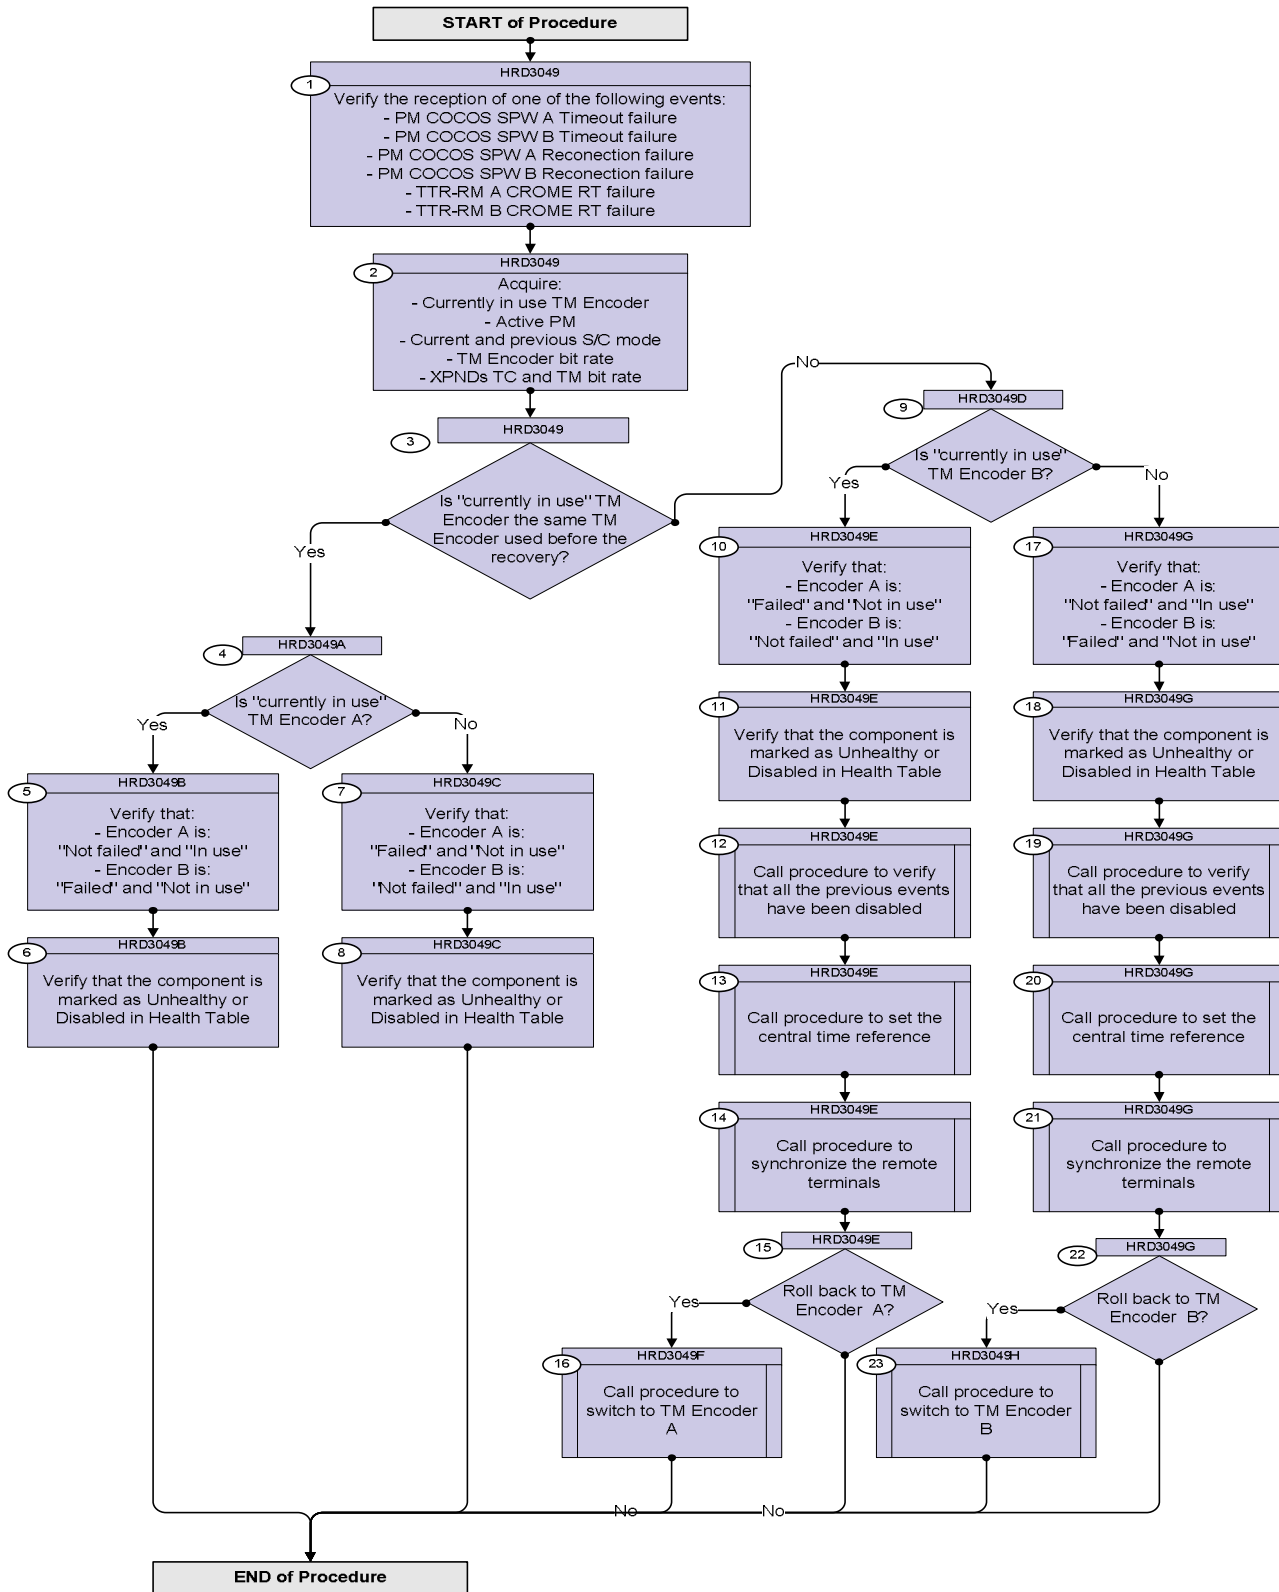 START of Procedure
HRD3049
1
Verify the reception of one of the following events:
- PM COCOS SPW A Timeout failure
- PM COCOS SPW B Timeout failure
- PM COCOS SPW A Reconection failure
- PM COCOS SPW B Reconection failure
- TTR-RM A CROME RT failure
- TTR-RM B CROME RT failure
HRD3049
2
Acquire:
- Currently in use TM Encoder
- Active PM
- Current and previous S/C mode
- TM Encoder bit rate
- XPNDs TC and TM bit rate
HRD3049
3
Is "currently in use" TM
Encoder the same TM
Encoder used before the
recovery?
Yes
No
HRD3049A
4
Is "currently in use"
TM Encoder A?
Yes
No
HRD3049B
5
Verify that:
- Encoder A is:
"Not failed" and "In use"
- Encoder B is:
"Failed" and "Not in use"
HRD3049B
6
Verify that the component is
marked as Unhealthy or
Disabled in Health Table
HRD3049C
7
Verify that:
- Encoder A is:
"Failed" and "Not in use"
- Encoder B is:
"Not failed" and "In use"
HRD3049C
8
Verify that the component is
marked as Unhealthy or
Disabled in Health Table
HRD3049D
9
Is "currently in use"
TM Encoder B?
Yes
No
HRD3049E
10
Verify that:
- Encoder A is:
"Failed" and "Not in use"
- Encoder B is:
"Not failed" and "In use"
HRD3049E
11
Verify that the component is
marked as Unhealthy or
Disabled in Health Table
HRD3049E
12
Call procedure to verify
that all the previous events
have been disabled
HRD3049E
13
Call procedure to set the
central time reference
HRD3049E
14
Call procedure to
synchronize the remote
terminals
HRD3049E
15
Roll back to TM
Encoder A?
Yes
HRD3049F
16
Call procedure to
switch to TM Encoder
A
No
HRD3049G
17
Verify that:
- Encoder A is:
"Not failed" and "In use"
- Encoder B is:
"Failed" and "Not in use"
HRD3049G
18
Verify that the component is
marked as Unhealthy or
Disabled in Health Table
HRD3049G
19
Call procedure to verify
that all the previous events
have been disabled
HRD3049G
20
Call procedure to set the
central time reference
HRD3049G
21
Call procedure to
synchronize the remote
terminals
HRD3049G
22
Roll back to TM
Encoder B?
Yes
HRD3049H
23
Call procedure to
switch to TM Encoder
B
No
END of Procedure